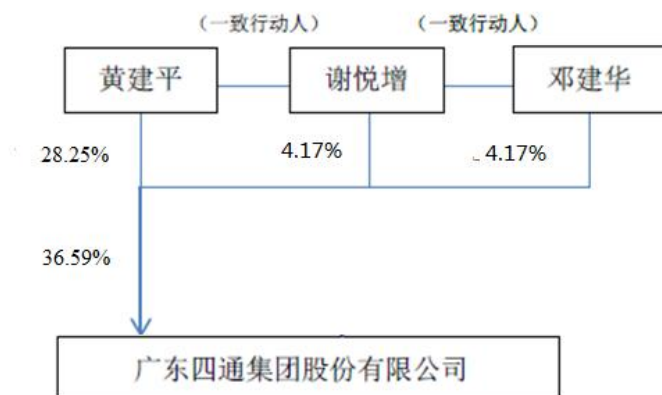 （一致行动人） （一致行动人）
黄建平 谢悦增 邓建华
28.25% 4.17% 4.17%
36.59%
广东四通集团股份有限公司